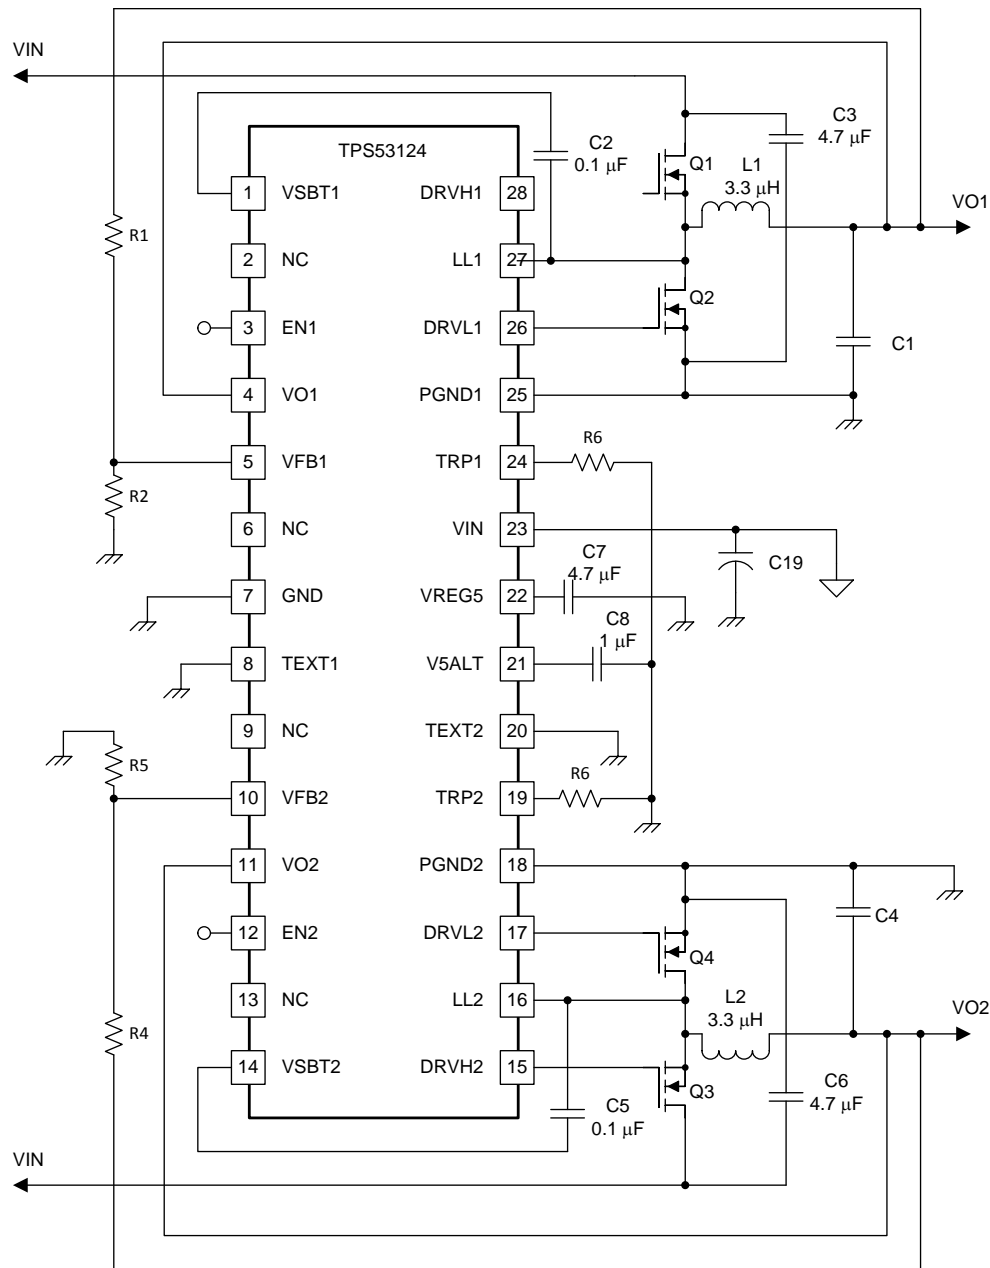 VIN
TPS53124
C2
0.1 μF
Q1
L1
3.3 μH
C3
4.7 μF
VO1
1 VSBT1 DRVH1 28
R1
2 NC LL1 27
Q2
3 EN1 DRVL1 26
C1
4 VO1 PGND1 25
R6
5 VFB1 TRP1 24
R2
6 NC VIN 23
C7
4.7 μF
C19
7 GND VREG5 22
C8
1 μF
8 TEXT1 V5ALT 21
9 NC TEXT2 20
R5
R6
10 VFB2 TRP2 19
11 VO2 PGND2 18
C4
12 EN2 DRVL2 17
Q4
13 NC LL2 16
L2
3.3 μH
VO2
R4
14 VSBT2 DRVH2 15
Q3
C6
4.7 μF
C5
0.1 μF
VIN